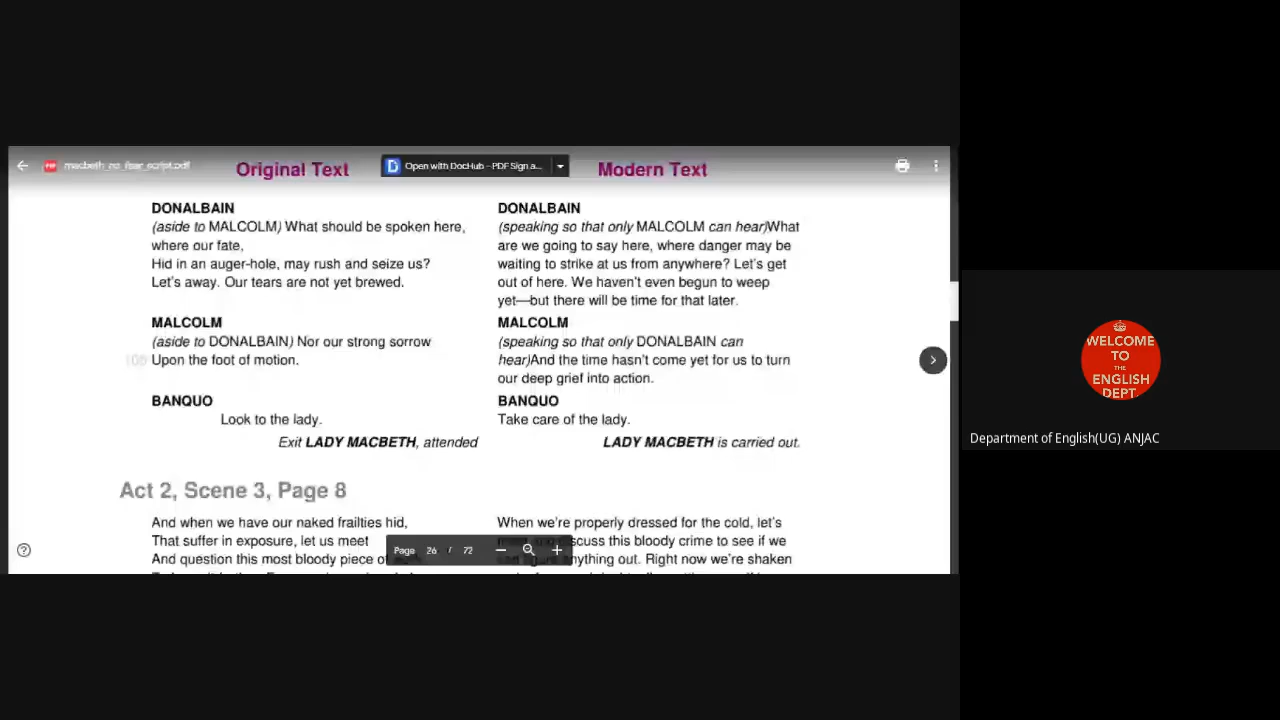 macbeth_no_fear_script.pdf
Original Text
Open with DocHub - PDF Sign a...
Modern Text
DONALBAIN
(aside to MALCOLM) What should be spoken here,
where our fate,
Hid in an auger-hole, may rush and seize us?
Let's away. Our tears are not yet brewed.
MALCOLM
(aside to DONALBAIN) Nor our strong sorrow
105 Upon the foot of motion.
BANQUO
Look to the lady.
Exit LADY MACBETH, attended
DONALBAIN
(speaking so that only MALCOLM can hear)What
are we going to say here, where danger may be
waiting to strike at us from anywhere? Let's get
out of here. We haven't even begun to weep
yet—but there will be time for that later.
MALCOLM
(speaking so that only DONALBAIN can
hear)And the time hasn't come yet for us to turn
our deep grief into action.
BANQUO
Take care of the lady.
LADY MACBETH is carried out.
Act 2, Scene 3, Page 8
And when we have our naked frailties hid,
That suffer in exposure, let us meet
And question this most bloody piece of
When we're properly dressed for the cold, let's
discuss this bloody crime to see if we
anything out. Right now we're shaken
Page 26 / 72
WELCOME
TO
THE
ENGLISH
DEPT.
Department of English(UG) ANJAC